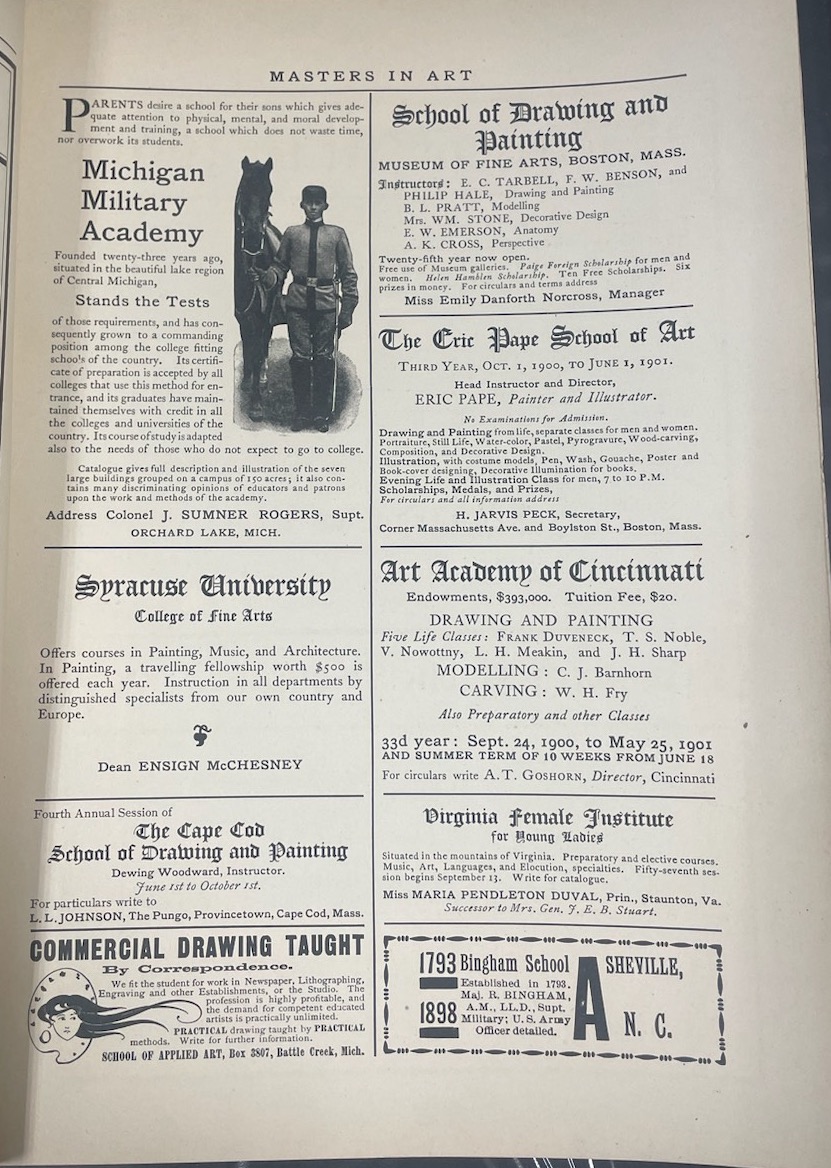 MASTERS IN ART
PARENTS desire a school for their sons which gives ade-
quate attention to physical, mental, and moral develop-
ment and training, a school which does not waste time,
nor overwork its students.
Michigan
Military
Academy
Founded twenty-three years ago,
situated in the beautiful lake region
of Central Michigan,
Stands the Tests
of those requirements, and has con-
sequently grown to a commanding
position among the college fitting
schools of the country. Its certifi-
cate of preparation is accepted by all
colleges that use this method for en-
trance, and its graduates have main-
tained themselves with credit in all
the colleges and universities of the
country. Its course of study is adapted
also to the needs of those who do not expect to go to college.
Catalogue gives full description and illustration of the seven
large buildings grouped on a campus of 150 acres; it also con-
tains many discriminating opinions of educators and patrons
upon the work and methods of the academy.
Address Colonel J. SUMNER ROGERS, Supt.
ORCHARD LAKE, MICH.
Syracuse University
College of Fine Arts
Offers courses in Painting, Music, and Architecture.
In Painting, a travelling fellowship worth $500 is
offered each year. Instruction in all departments by
distinguished specialists from our own country and
Europe.
Dean ENSIGN McCHESNEY
Fourth Annual Session of
The Cape Cod
School of Drawing and Painting
Dewing Woodward, Instructor.
June 1st to October 1st.
For particulars write to
L. L. JOHNSON, The Pungo, Provincetown, Cape Cod, Mass.
COMMERCIAL DRAWING TAUGHT
By Correspondence.
We fit the student for work in Newspaper, Lithographing,
Engraving and other Establishments, or the Studio. The
profession is highly profitable, and
the demand for competent educated
artists is practically unlimited.
PRACTICAL drawing taught by PRACTICAL
methods. Write for further information.
SCHOOL OF APPLIED ART, Box 3807, Battle Creek, Mich.
School of Drawing and
Painting
MUSEUM OF FINE ARTS, BOSTON, MASS.
Instructors: E. C. TARBELL, F. W. BENSON, and
PHILIP HALE, Drawing and Painting
B. L. PRATT, Modelling
Mrs. WM. STONE, Decorative Design
E. W. EMERSON, Anatomy
A. K. CROSS, Perspective
Twenty-fifth year now open.
Free use of Museum galleries. Paige Foreign Scholarship for men and
women. Helen Hamblen Scholarship. Ten Free Scholarships. Six
prizes in money. For circulars and terms address
Miss Emily Danforth Norcross, Manager
The Eric Pape School of Art
THIRD YEAR, OCT. 1, 1900, TO JUNE 1, 1901.
Head Instructor and Director,
ERIC PAPE, Painter and Illustrator.
No Examinations for Admission.
Drawing and Painting from life, separate classes for men and women.
Portraiture, Still Life, Water-color, Pastel, Pyrogravure, Wood-carving,
Composition, and Decorative Design.
Illustration, with costume models, Pen, Wash, Gouache, Poster and
Book-cover designing, Decorative Illumination for books.
Evening Life and Illustration Class for men, 7 to 10 P.M.
Scholarships, Medals, and Prizes,
For circulars and all information address
H. JARVIS PECK, Secretary,
Corner Massachusetts Ave. and Boylston St., Boston, Mass.
Art Academy of Cincinnati
Endowments, $393,000. Tuition Fee, $20.
DRAWING AND PAINTING
Five Life Classes: FRANK DUVENECK, T. S. Noble,
V. Nowottny, L. H. Meakin, and J. H. Sharp
MODELLING: C. J. Barnhorn
CARVING: W. H. Fry
Also Preparatory and other Classes
33d year: Sept. 24, 1900, to May 25, 1901
AND SUMMER TERM OF 10 WEEKS FROM JUNE 18
For circulars write A. T. GOSHORN, Director, Cincinnati
Virginia Female Institute
for Young Ladies
Situated in the mountains of Virginia. Preparatory and elective courses.
Music, Art, Languages, and Elocution, specialties. Fifty-seventh ses-
sion begins September 13. Write for catalogue.
Miss MARIA PENDLETON DUVAL, Prin., Staunton, Va.
Successor to Mrs. Gen. J. E. B. Stuart.
1793 Bingham School ASHEVILLE,
Established in 1793.
Maj. R. BINGHAM,
A.M., LL.D., Supt.
1898 Military; U. S. Army
Officer detailed.
N. C.